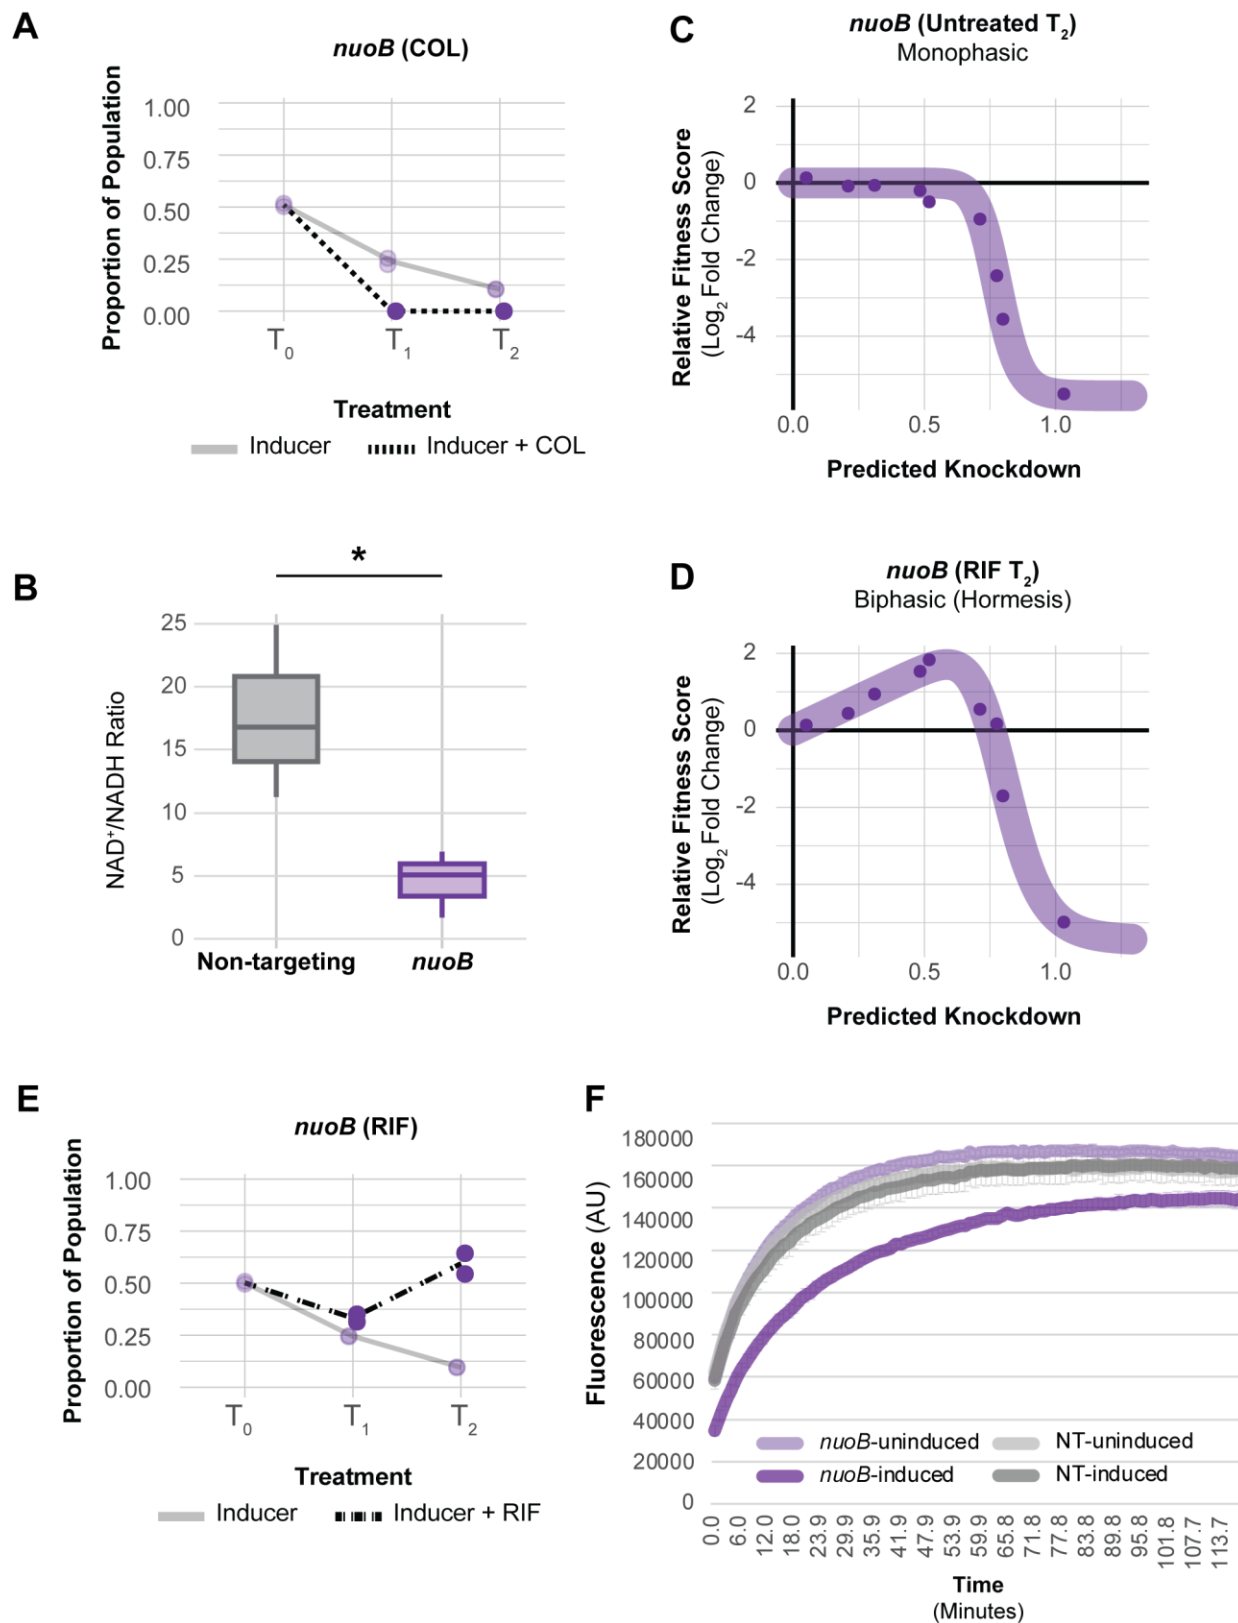 A
nuoB (COL)
Proportion of Population
1.00
0.75
0.50
0.25
0.00
T0
T1
T2
Treatment
Inducer
Inducer + COL
B
*
NAD+/NADH Ratio
25
20
15
10
5
0
Non-targeting
nuoB
C
nuoB (Untreated T2)
Monophasic
Relative Fitness Score
(Log2 Fold Change)
2
0
-2
-4
0.0
0.5
1.0
Predicted Knockdown
D
nuoB (RIF T2)
Biphasic (Hormesis)
Relative Fitness Score
(Log2 Fold Change)
2
0
-2
-4
0.0
0.5
1.0
Predicted Knockdown
E
nuoB (RIF)
Proportion of Population
1.00
0.75
0.50
0.25
0.00
T0
T1
T2
Treatment
Inducer
Inducer + RIF
F
Fluorescence (AU)
180000
160000
140000
120000
100000
80000
60000
40000
20000
0
nuoB-uninduced
NT-uninduced
nuoB-induced
NT-induced
0.0
6.0
12.0
18.0
23.9
29.9
35.9
41.9
47.9
53.9
59.9
65.8
71.8
77.8
83.8
89.8
95.8
101.8
107.7
113.7
Time
(Minutes)